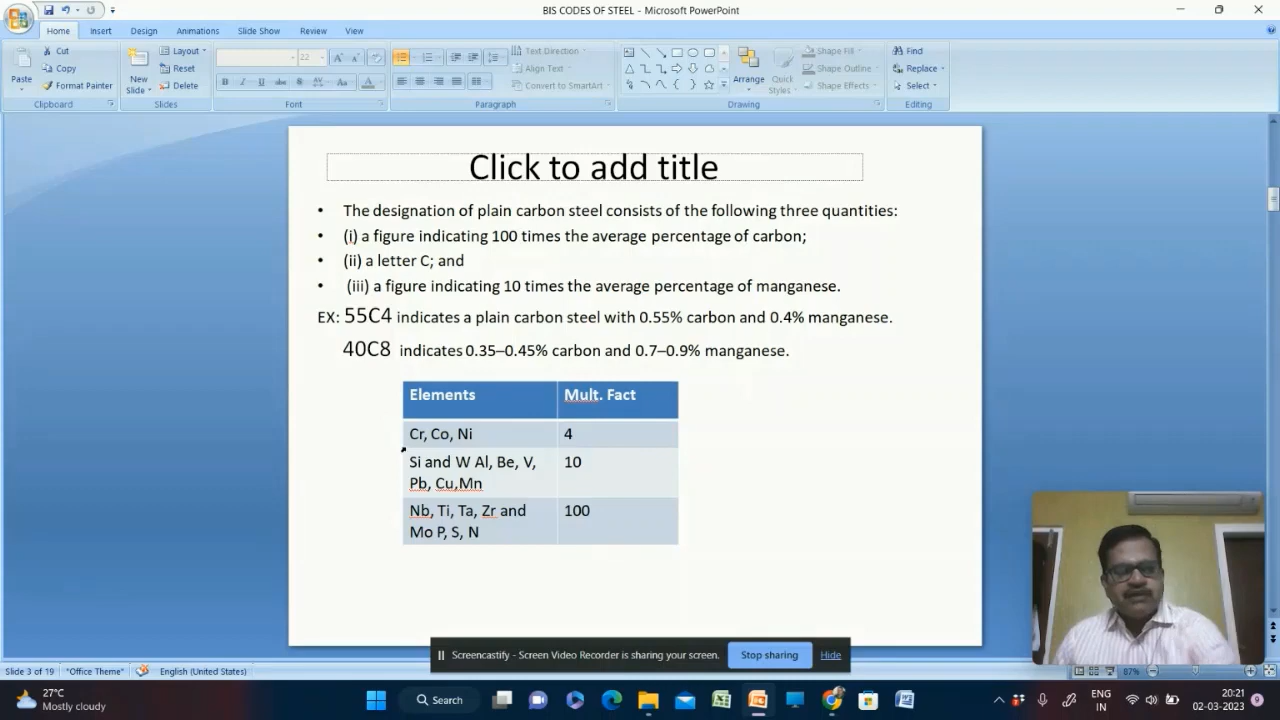 BIS CODES OF STEEL - Microsoft PowerPoint
Home Insert Design Animations Slide Show Review View
Paste
Cut
Copy
Format Painter
Clipboard
New
Slide
Layout
Reset
Delete
Slides
22
Font
Text Direction
Align Text
Convert to SmartArt
Paragraph
Arrange
Quick
Styles
Shape Fill
Shape Outline
Shape Effects
Drawing
Find
Replace
Select
Editing
Click to add title
• The designation of plain carbon steel consists of the following three quantities:
• (i) a figure indicating 100 times the average percentage of carbon;
• (ii) a letter C; and
• (iii) a figure indicating 10 times the average percentage of manganese.
EX: 55C4 indicates a plain carbon steel with 0.55% carbon and 0.4% manganese.
40C8 indicates 0.35–0.45% carbon and 0.7–0.9% manganese.
Elements Mult. Fact
Cr, Co, Ni 4
Si and W Al, Be, V, 10
Pb, Cu,Mn
Nb, Ti, Ta, Zr and 100
Mo P, S, N
Screencastify - Screen Video Recorder is sharing your screen. Stop sharing Hide
Slide 3 of 19 "Office Theme" English (United States) 87%
27°C
Mostly cloudy
Search
ENG
IN
20:21
02-03-2023